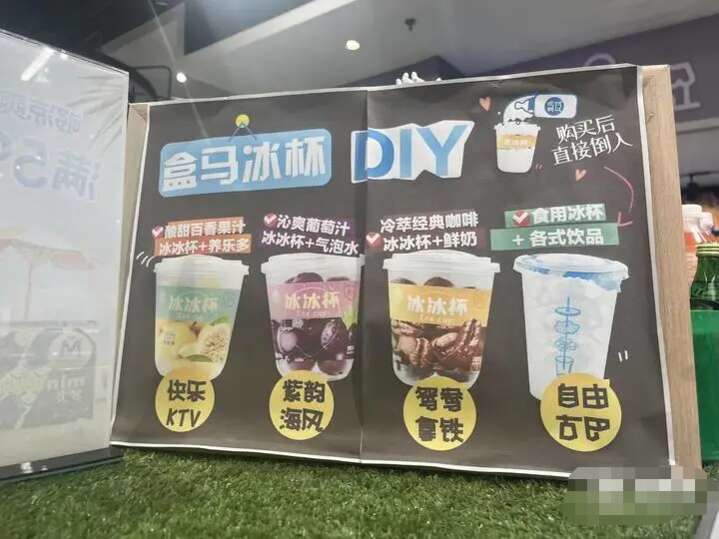 盒马冰杯 DIY
购买后
直接倒入
酸甜百香果汁
冰冰杯+养乐多
沁爽葡萄汁
冰冰杯+气泡水
冷萃经典咖啡
冰冰杯+鲜奶
食用冰杯
+ 各式饮品
冰冰杯
冰冰杯
冰冰杯
快乐
KTV
紫韵
海风
鸳鸯
拿铁
自由
古巴